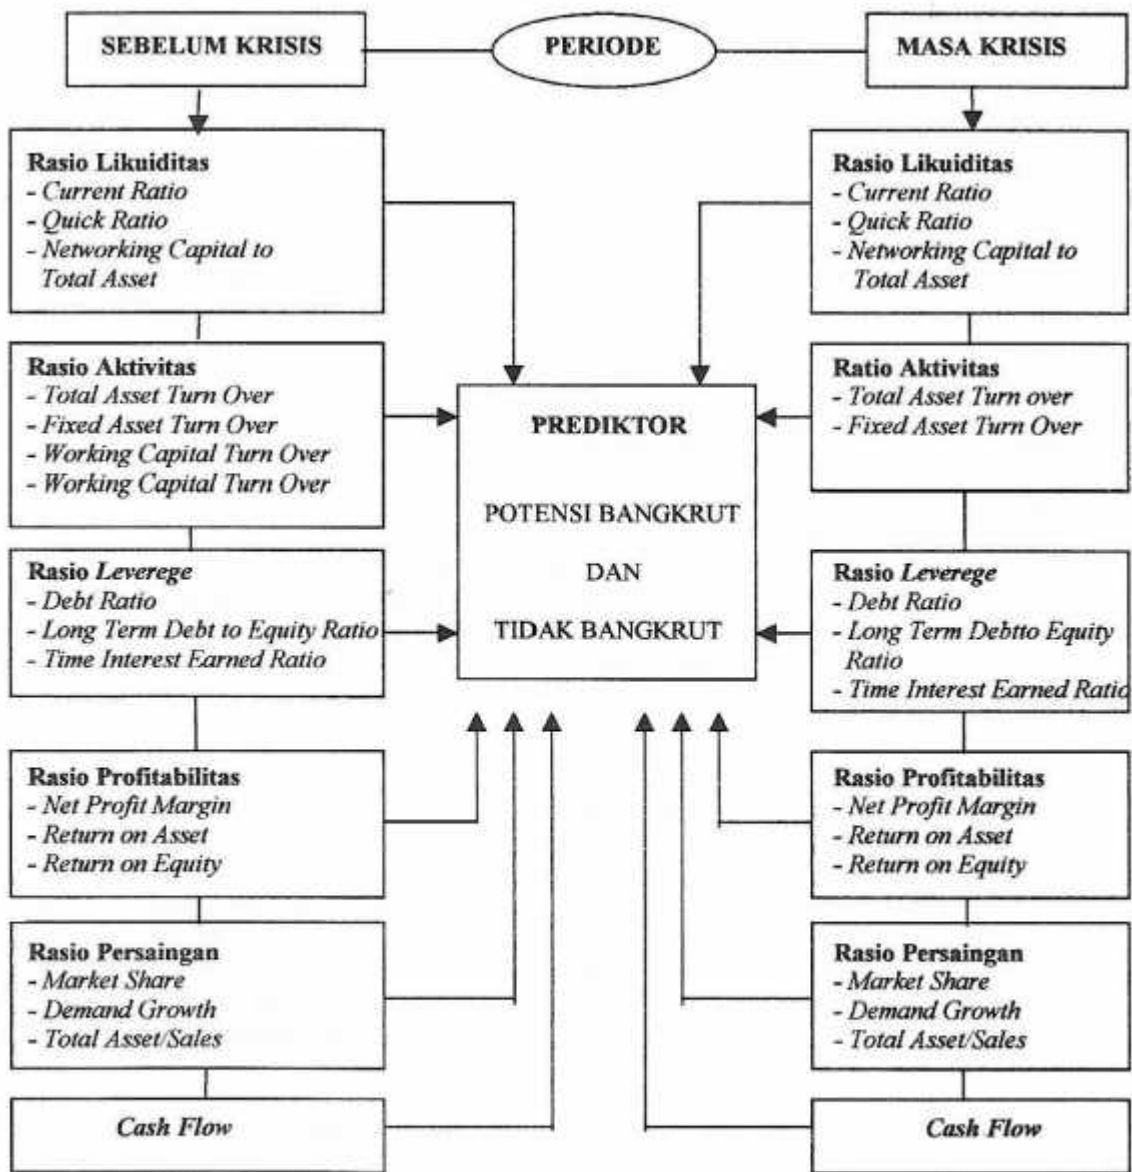 SEBELUM KRISIS
PERIODE
MASA KRISIS
Rasio Likuiditas
- Current Ratio
- Quick Ratio
- Networking Capital to
Total Asset
Rasio Aktivitas
- Total Asset Turn Over
- Fixed Asset Turn Over
- Working Capital Turn Over
- Working Capital Turn Over
Rasio Leverege
- Debt Ratio
- Long Term Debt to Equity Ratio
- Time Interest Earned Ratio
Rasio Profitabilitas
- Net Profit Margin
- Return on Asset
- Return on Equity
Rasio Persaingan
- Market Share
- Demand Growth
- Total Asset/Sales
Cash Flow
PREDIKTOR
POTENSI BANGKRUT
DAN
TIDAK BANGKRUT
Rasio Likuiditas
- Current Ratio
- Quick Ratio
- Networking Capital to
Total Asset
Ratio Aktivitas
- Total Asset Turn over
- Fixed Asset Turn Over
Rasio Leverege
- Debt Ratio
- Long Term Debtto Equity
Ratio
- Time Interest Earned Ratio
Rasio Profitabilitas
- Net Profit Margin
- Return on Asset
- Return on Equity
Rasio Persaingan
- Market Share
- Demand Growth
- Total Asset/Sales
Cash Flow